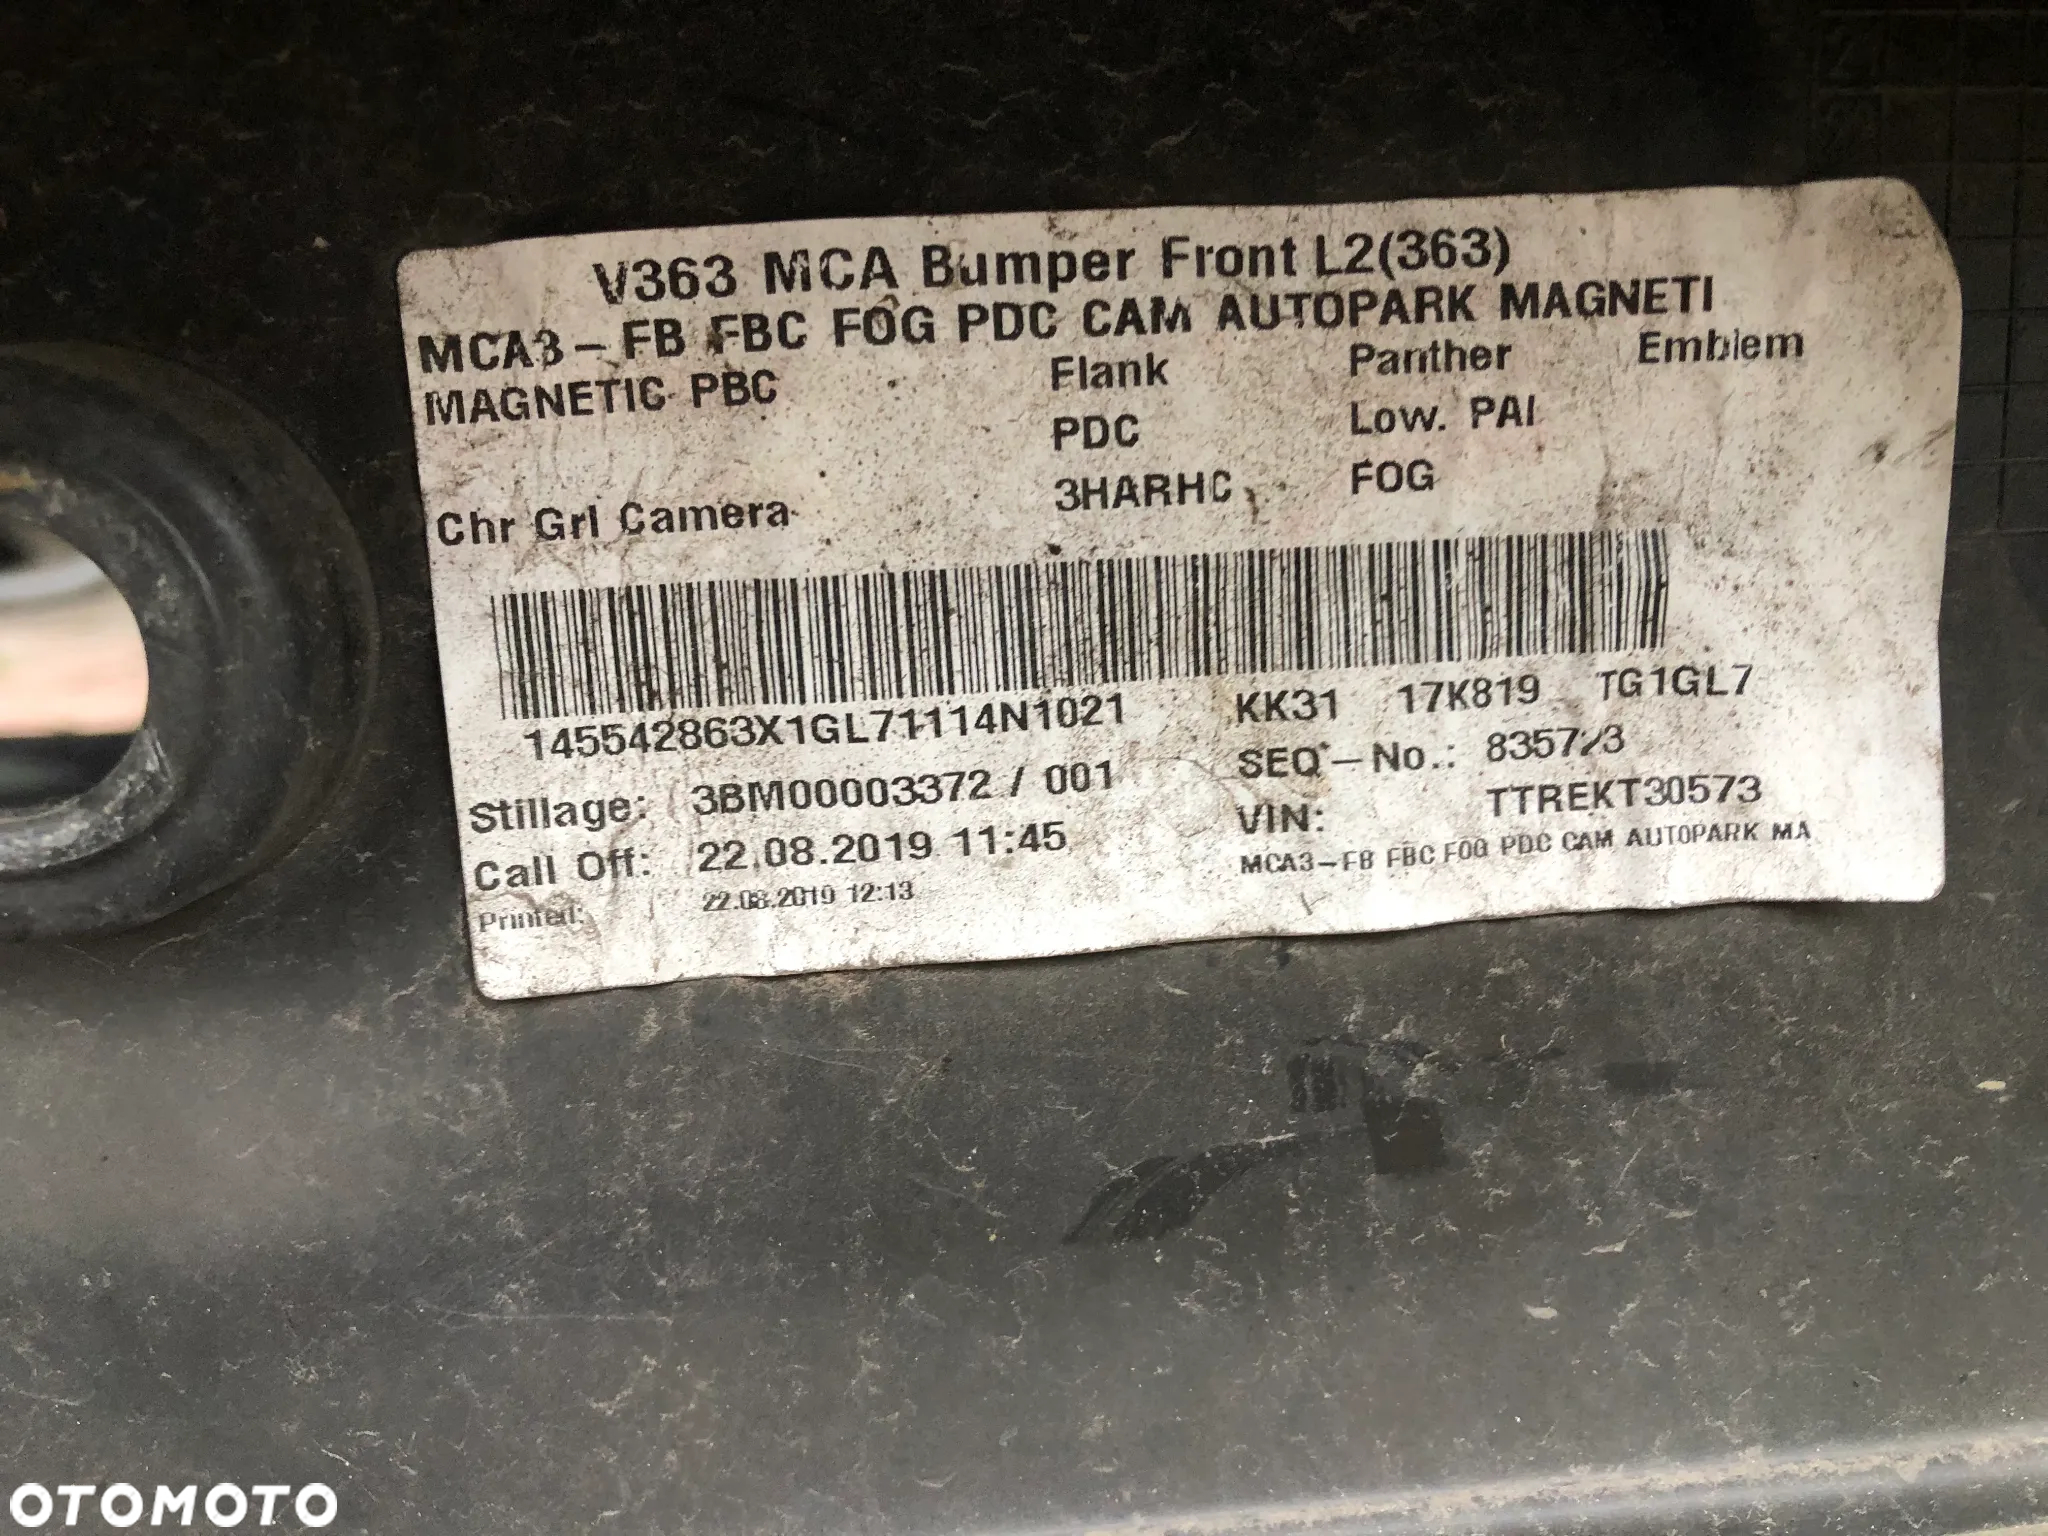 V363 MCA Bumper Front L2(363)
MCA3-FB FBC FOG PDC CAM AUTOPARK MAGNETI
MAGNETIC PBC Flank Panther Emblem
PDC Low. PAI
Chr Grl Camera 3HARHC FOG
145542863X1GL71114N1021 KK31 17K819 TG1GL7
Stillage: 3BM00003372 / 001 SEQ-No.:
Call Off: 22.08.2019 11:45 VIN: TTREKT30573
Printed: 22.08.2019 12:13 MCA3-FB FBC FOG PDC CAM AUTOPARK MA
OTOMOTO